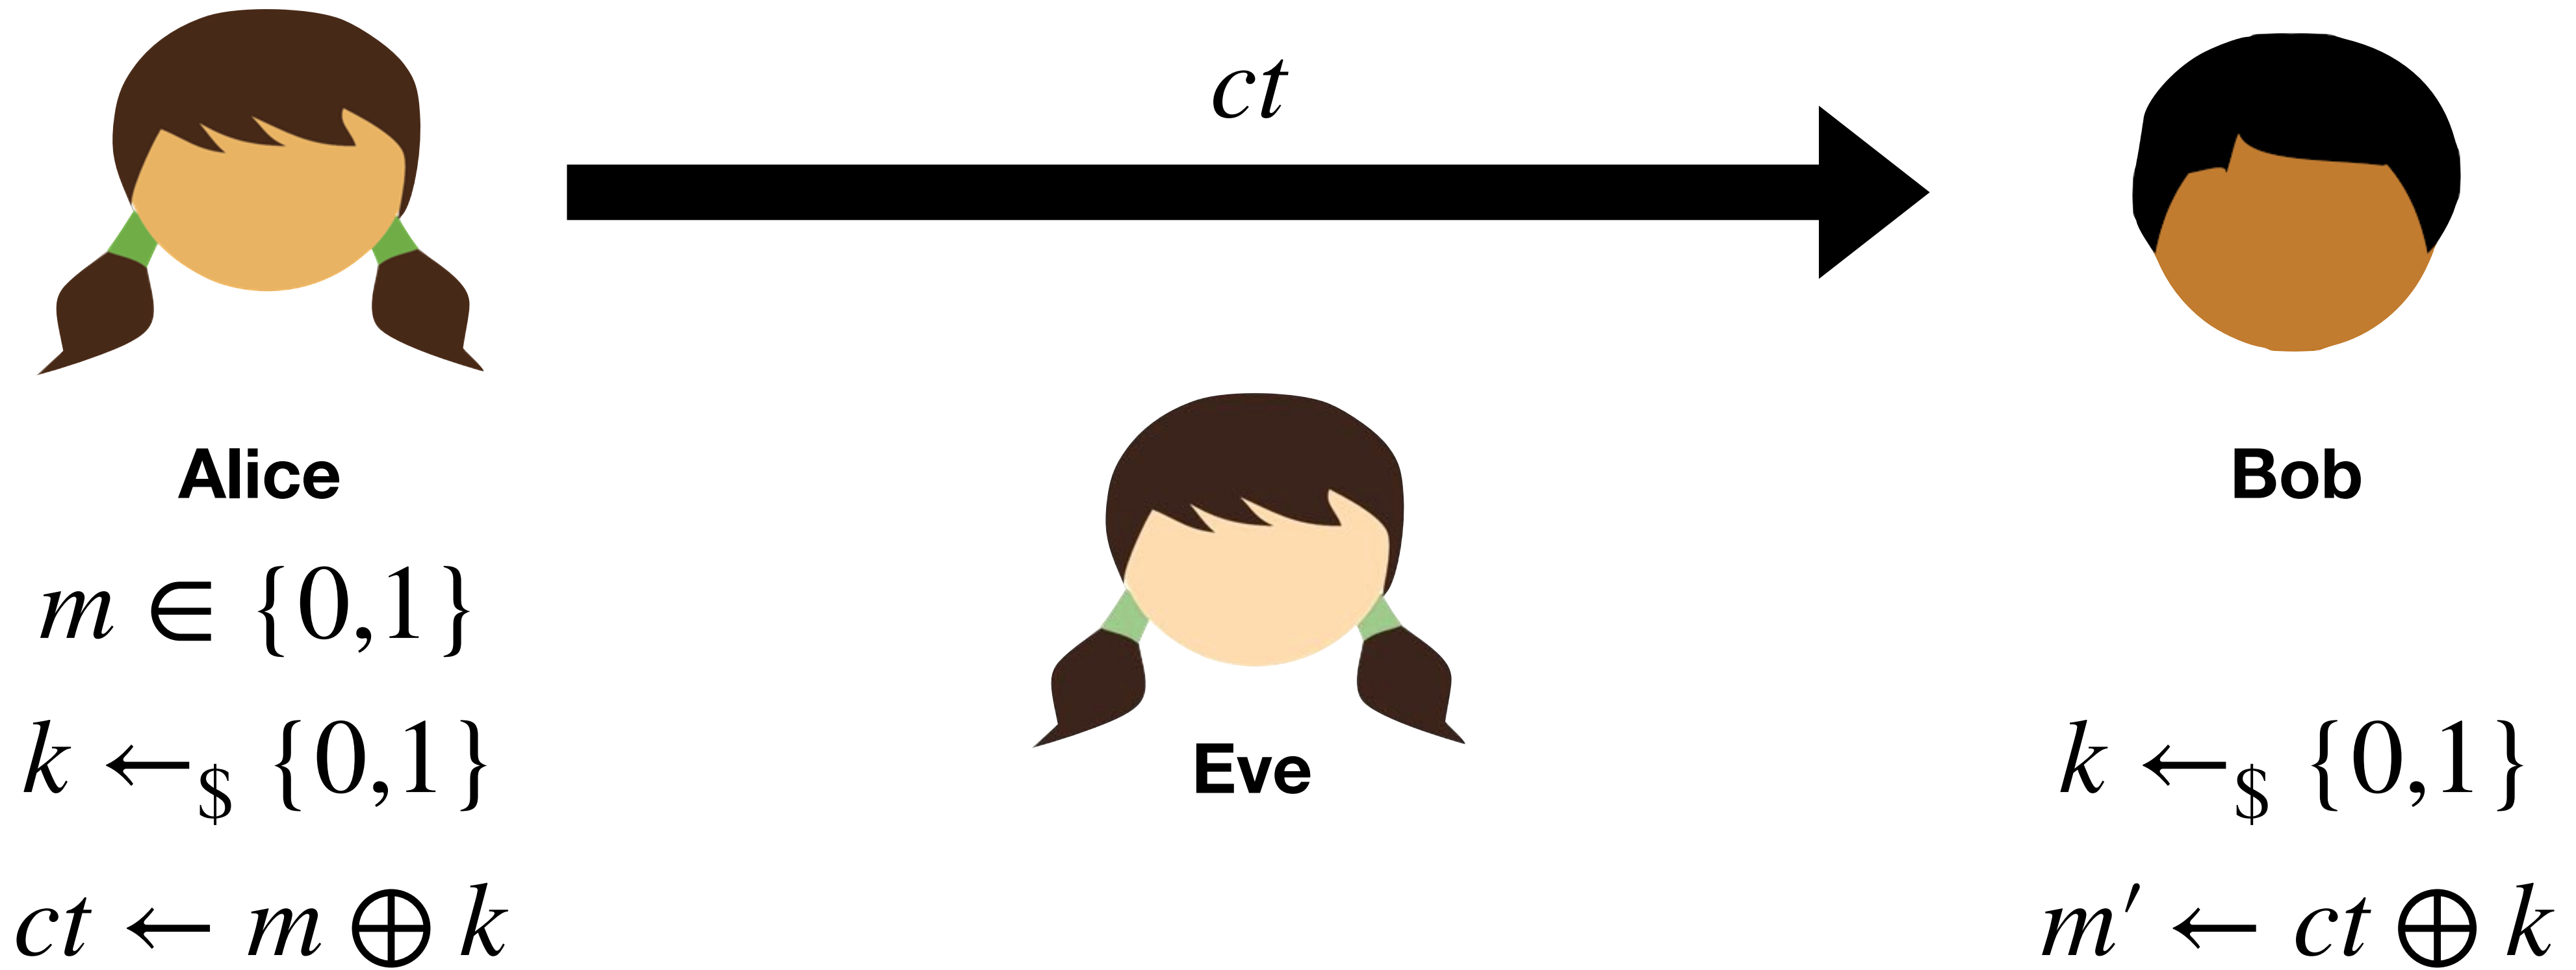 ct
Alice
Bob
m ∈ {0,1}
k ←$ {0,1}
ct ← m ⊕ k
Eve
k ←$ {0,1}
m′ ← ct ⊕ k